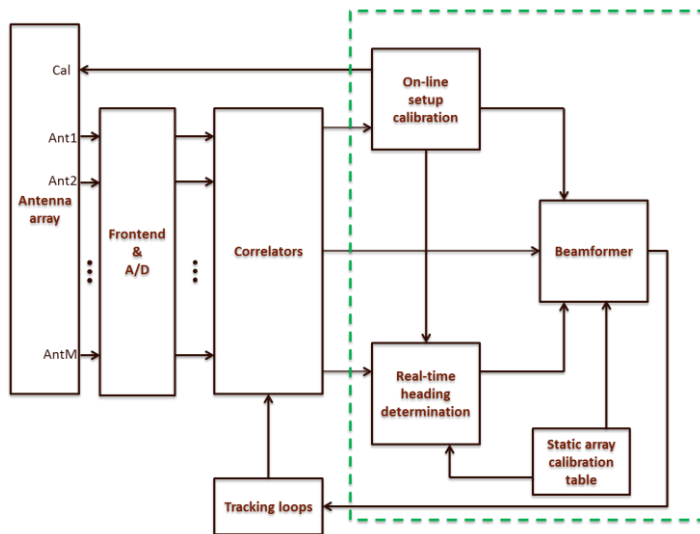 Cal
On-line
setup
calibration
Ant1
Ant2
Antenna
array
Frontend
&
A/D
Correlators
Beamformer
AntM
Real-time
heading
determination
Static array
calibration
table
Tracking loops